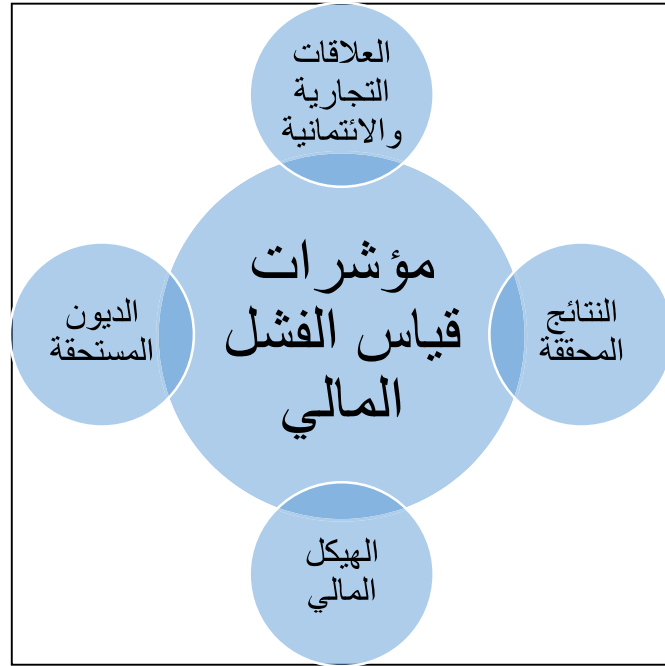 العلاقات
التجارية
والائتمانية
مؤشرات
قياس الفشل
المالي
النتائج
المحققة
الديون
المستحقة
الهيكل
المالي